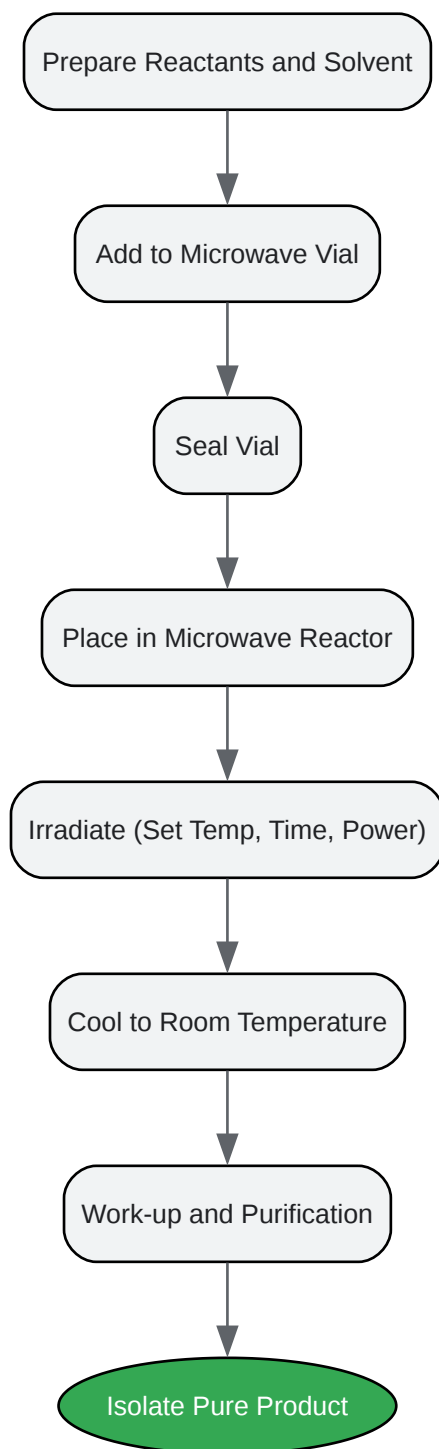 Prepare Reactants and Solvent
Add to Microwave Vial
Seal Vial
Place in Microwave Reactor
Irradiate (Set Temp, Time, Power)
Cool to Room Temperature
Work-up and Purification
Isolate Pure Product